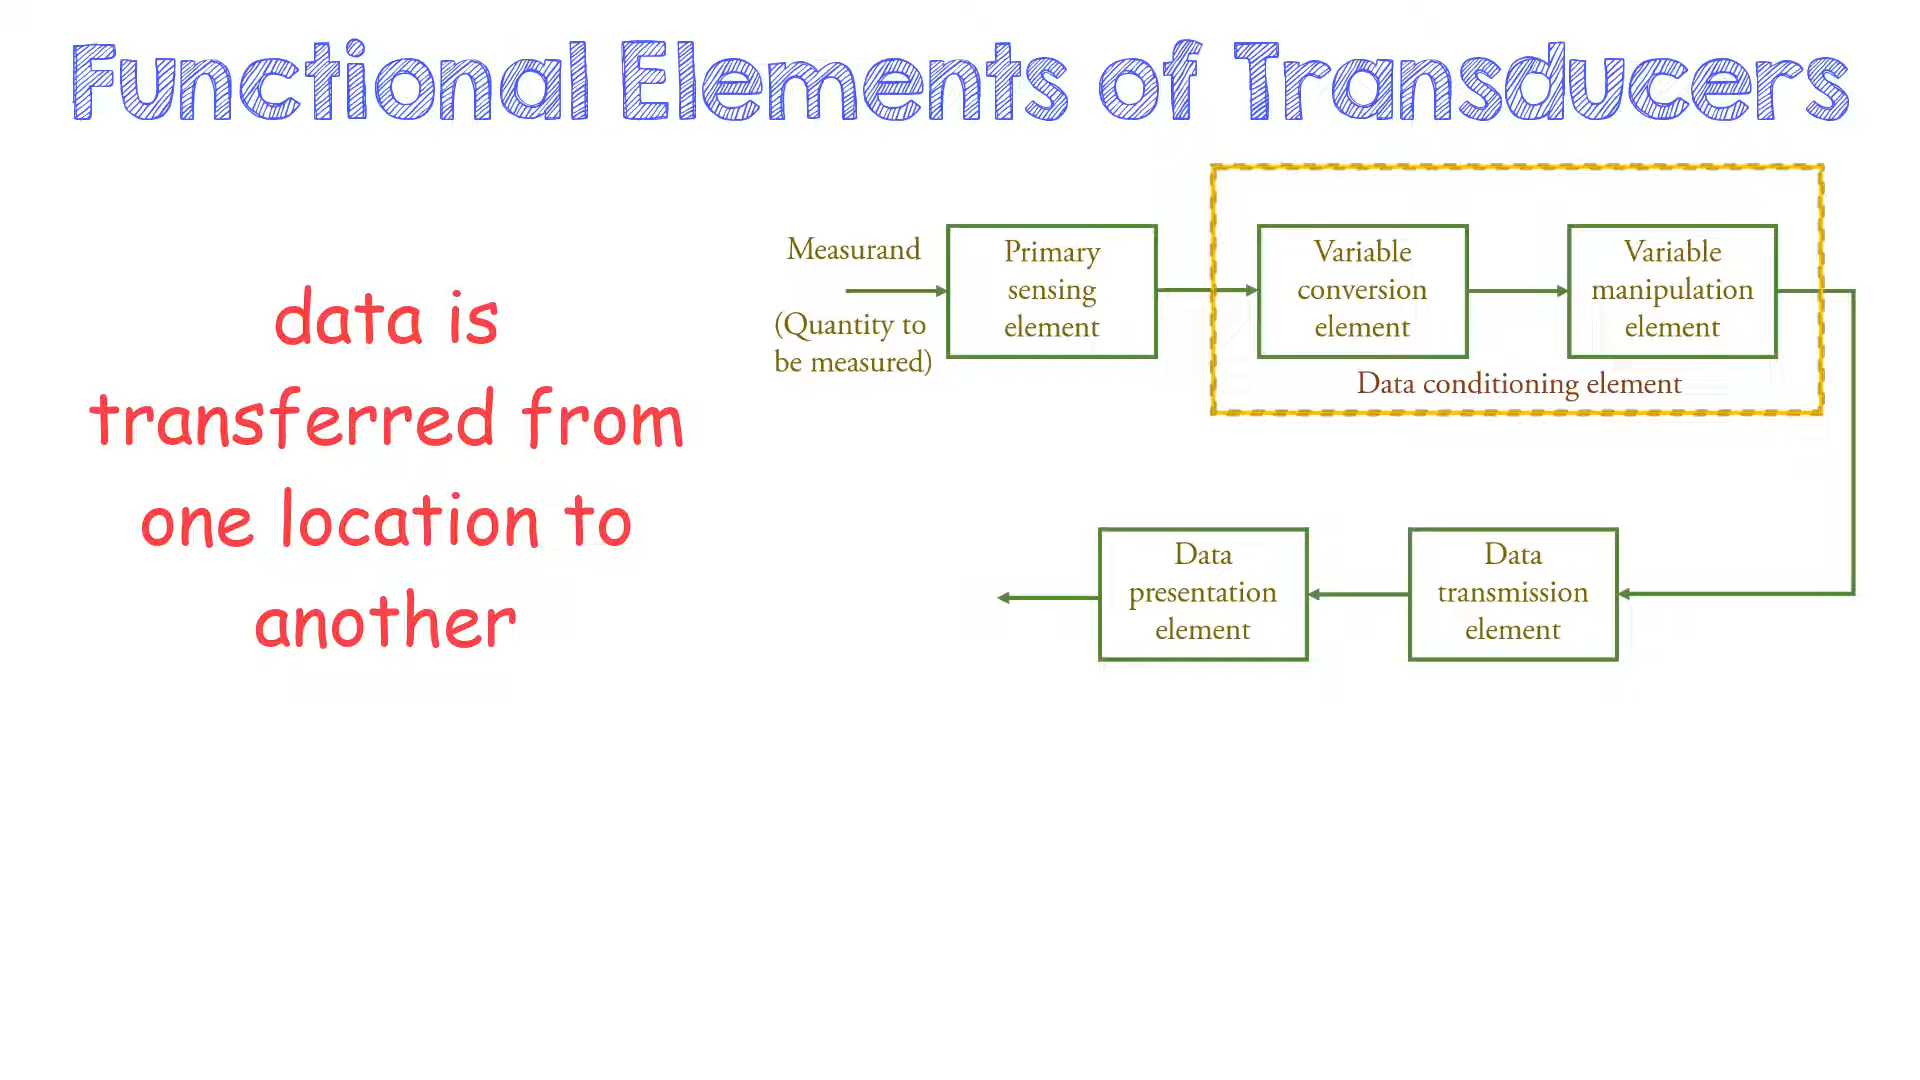 Functional Elements of Transducers
data is
transferred from
one location to
another
Measurand
(Quantity to
be measured)
Primary
sensing
element
Variable
conversion
element
Variable
manipulation
element
Data conditioning element
Data
presentation
element
Data
transmission
element